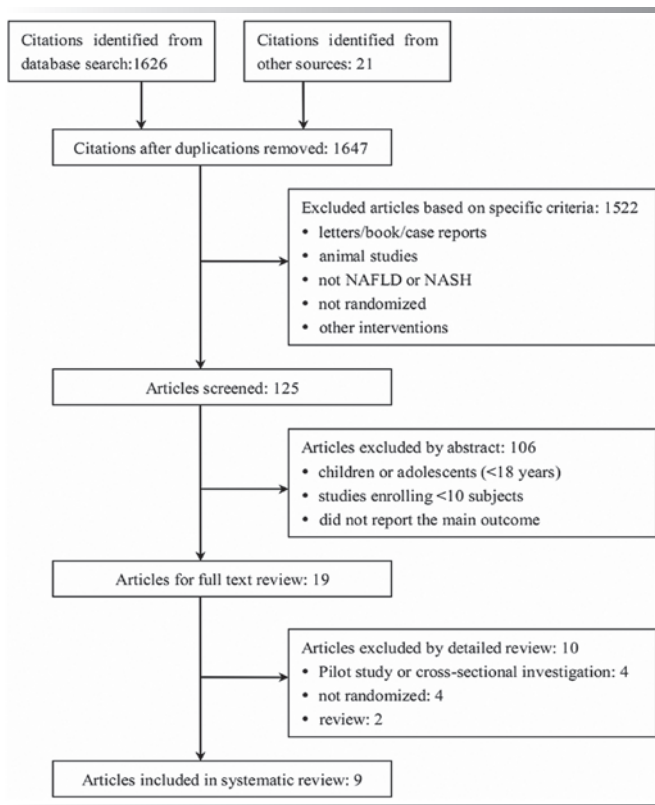 Citations identified from
database search:1626
Citations identified from
other sources: 21
Citations after duplications removed: 1647
Excluded articles based on specific criteria: 1522
• letters/book/case reports
• animal studies
• not NAFLD or NASH
• not randomized
• other interventions
Articles screened: 125
Articles excluded by abstract: 106
• children or adolescents (<18 years)
• studies enrolling <10 subjects
• did not report the main outcome
Articles for full text review: 19
Articles excluded by detailed review: 10
• Pilot study or cross-sectional investigation: 4
• not randomized: 4
• review: 2
Articles included in systematic review: 9